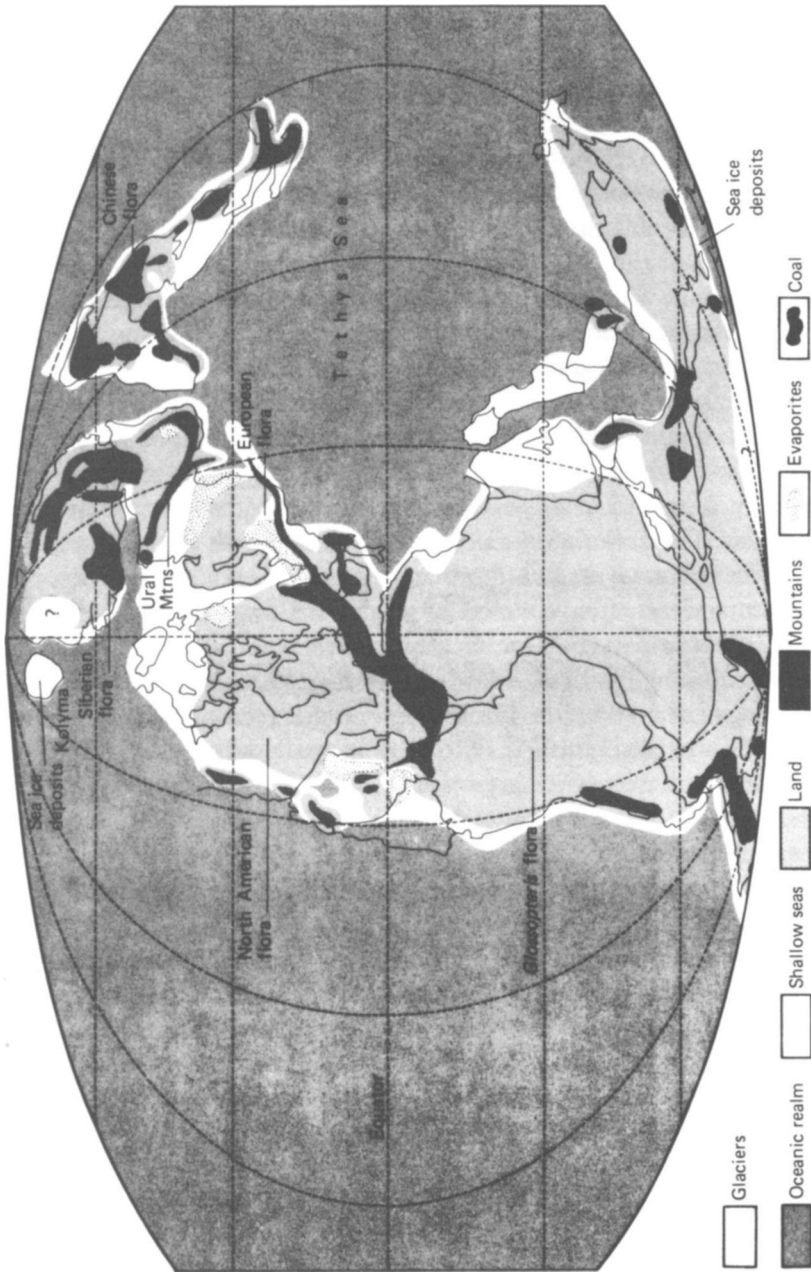 Sea ice
deposits
Kolyma
Siberian
flora
Ural
Mtns
Chinese
flora
European
flora
Tethys Sea
North American
flora
Equator
Glossopteris flora
Sea ice
deposits
?
?
Glaciers
Oceanic realm
Shallow seas
Land
Mountains
Evaporites
Coal